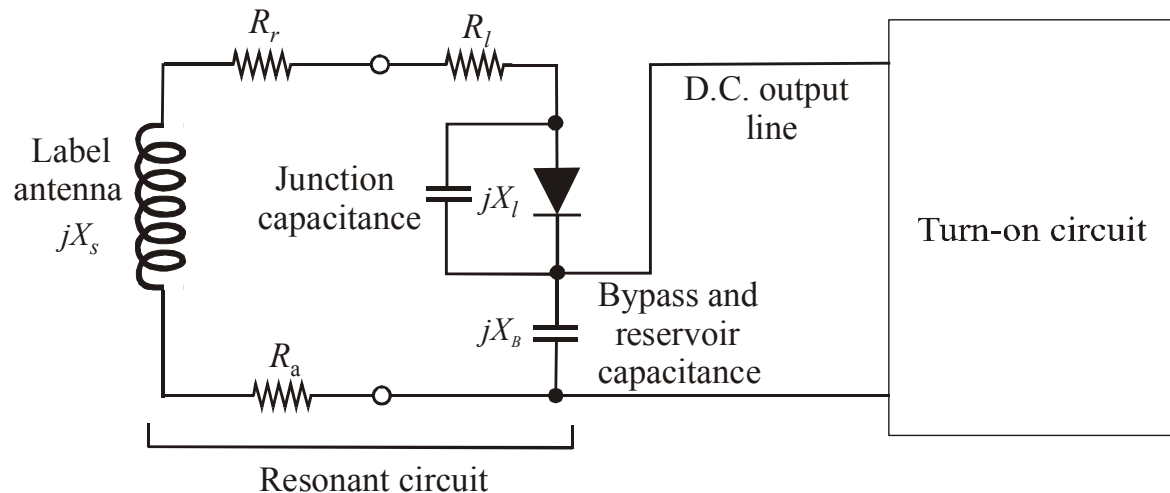 R_r
R_l
D.C. output
line
Label
antenna
jX_s
Junction
capacitance
jX_l
Turn-on circuit
Bypass and
reservoir
capacitance
jX_B
R_a
Resonant circuit